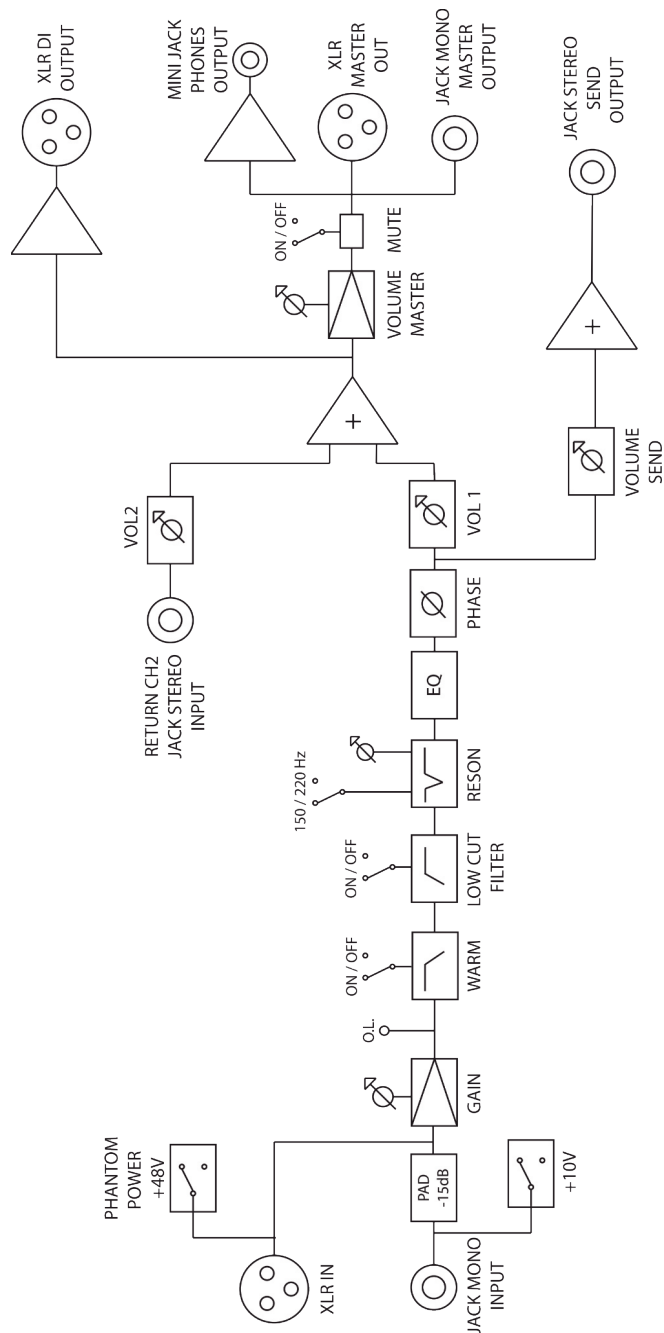 XLR IN
PHANTOM
POWER
+48V
JACK MONO
INPUT
+10V
PAD
-15dB
GAIN
O.L.
ON / OFF
WARM
ON / OFF
LOW CUT
FILTER
150 / 220 Hz
RESON
EQ
PHASE
RETURN CH2
JACK STEREO
INPUT
VOL2
VOL 1
VOLUME
SEND
+
+
VOLUME
MASTER
ON / OFF
MUTE
XLR DI
OUTPUT
MINI JACK
PHONES
OUTPUT
XLR
MASTER
OUT
JACK MONO
MASTER
OUTPUT
JACK STEREO
SEND
OUTPUT